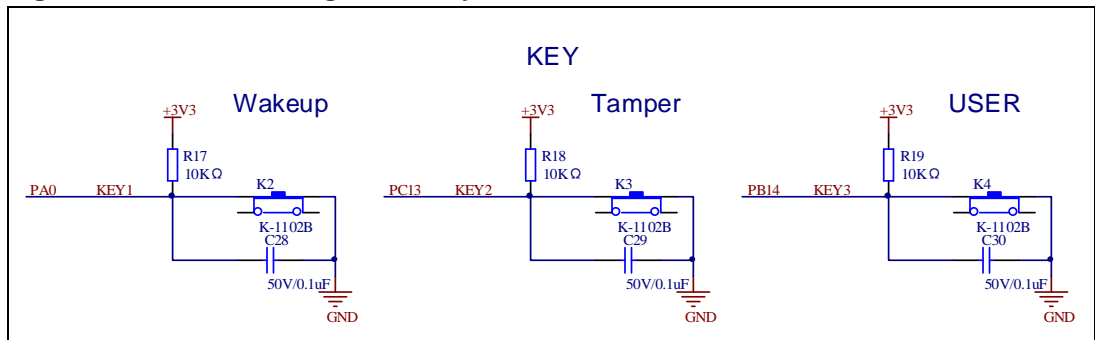 KEY
Wakeup
+3V3
R17
10KΩ
PA0 KEY1
K2
K-1102B
C28
50V/0.1uF
GND
Tamper
+3V3
R18
10KΩ
PC13 KEY2
K3
K-1102B
C29
50V/0.1uF
GND
USER
+3V3
R19
10KΩ
PB14 KEY3
K4
K-1102B
C30
50V/0.1uF
GND